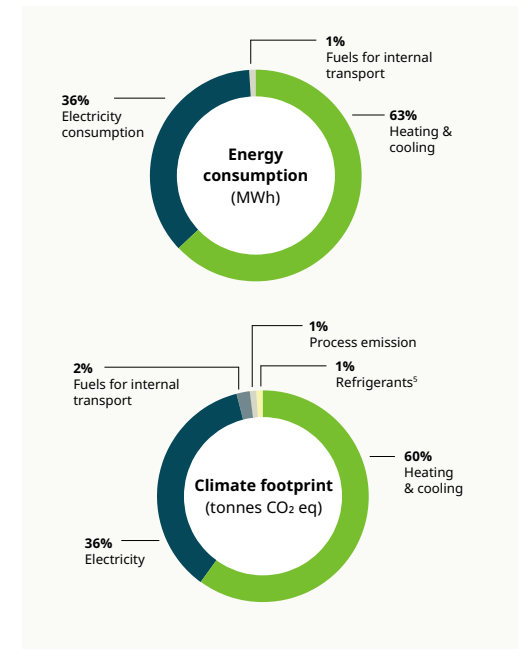 1%
Fuels for internal
transport
36%
Electricity
consumption
63%
Heating &
cooling
Energy
consumption
(MWh)
1%
Process emission
1%
Refrigerants⁵
2%
Fuels for internal
transport
60%
Heating
& cooling
Climate footprint
(tonnes CO₂ eq)
36%
Electricity